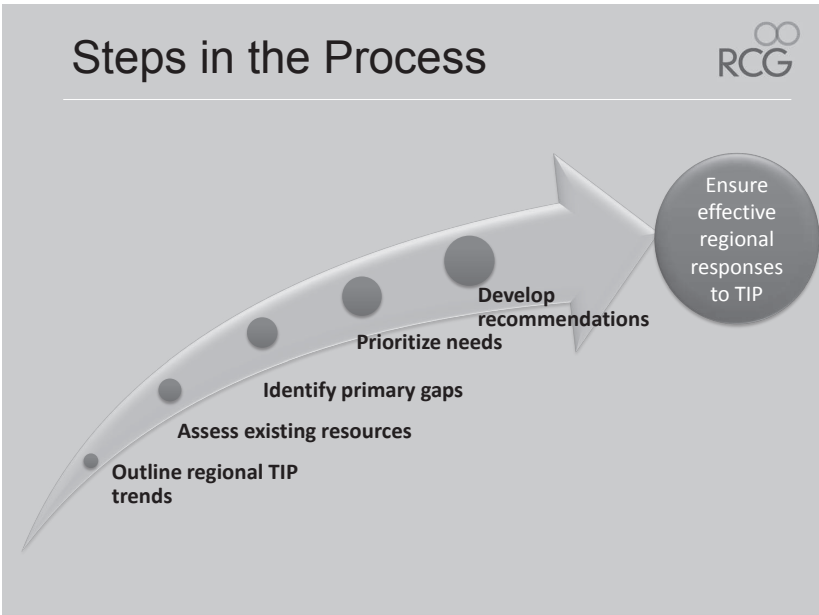 Steps in the Process
RCG
Ensure
effective
regional
responses
to TIP
Develop
recommendations
Prioritize needs
Identify primary gaps
Assess existing resources
Outline regional TIP
trends